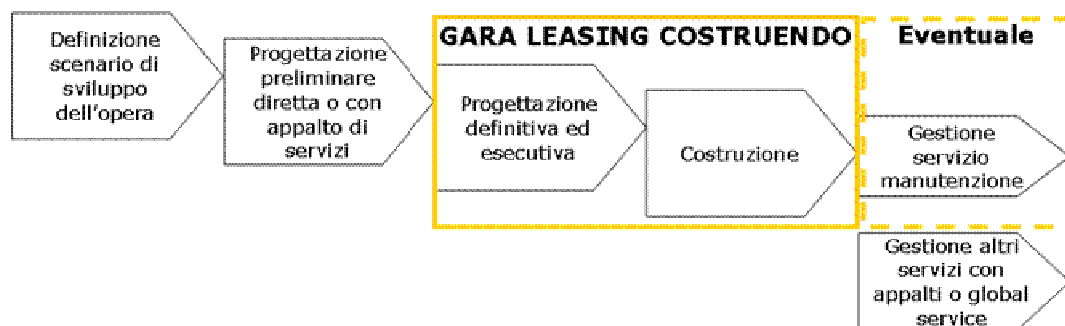 Definizione
scenario di
sviluppo
dell'opera
Progettazione
preliminare
diretta o con
appalto di
servizi
GARA LEASING COSTRUENDO
Progettazione
definitiva ed
esecutiva
Costruzione
Eventuale
Gestione
servizio
manutenzione
Gestione altri
servizi con
appalti o global
service